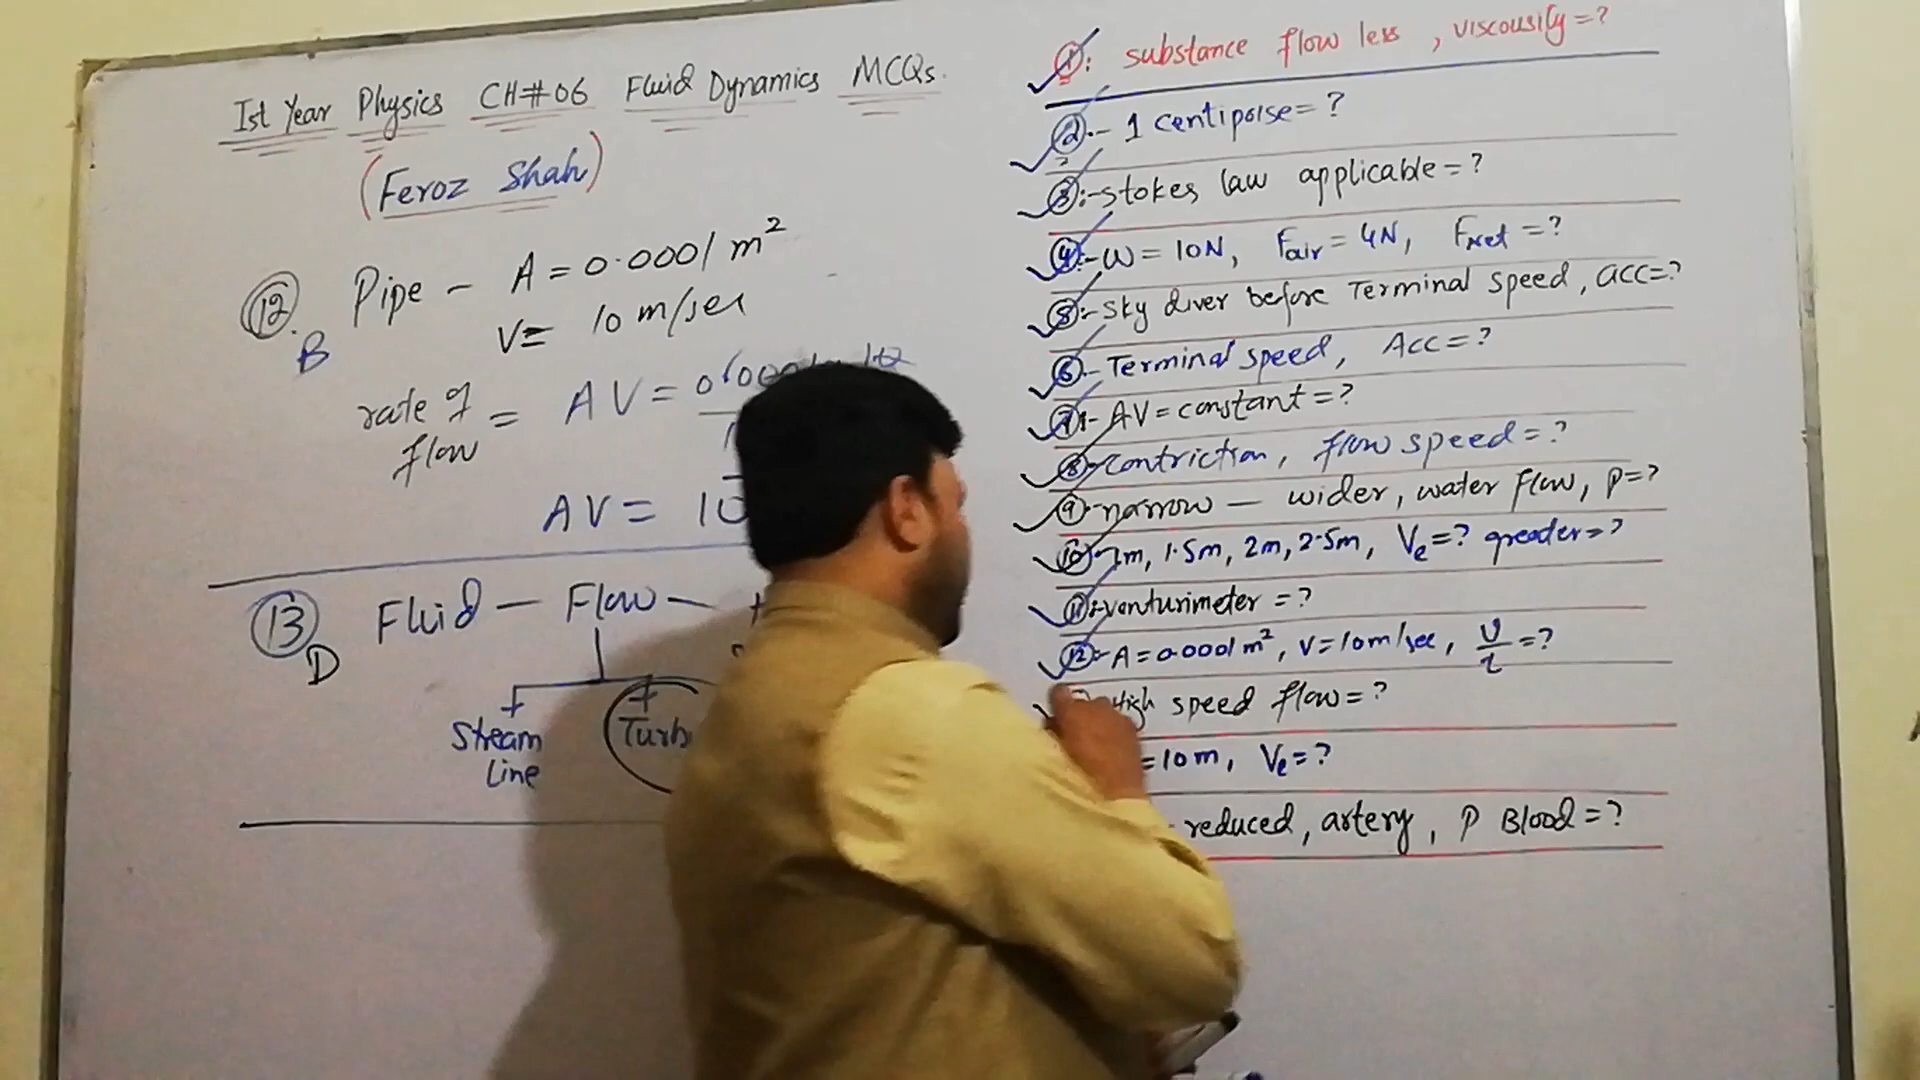 Ist Year Physics CH#06 Fluid Dynamics MCQs.
(Feroz Shah)
12. Pipe - A = 0.0001 m²
B V = 10 m/sec
rate of flow = AV =
AV =
13 Fluid - Flow -
D
Stream Line
1: substance flow less, viscousity=?
2:- 1 centipoise=?
3:- stokes law applicable=?
4:- W = 10N, Fair = 4N, FNet =?
5:- Sky diver before Terminal speed, acc=?
6:- Terminal speed, Acc=?
7:- AV = constant=?
8:- contriction, flow speed=?
9:- narrow - wider, water flow, P=?
10:- 1m, 1.5m, 2m, 2.5m, Ve=? greater=?
11:- venturimeter =?
12:- A = 0.0001 m², V = 10m/sec, V/t =?
High speed flow=?
= 10m, Ve=?
reduced, artery, P Blood=?